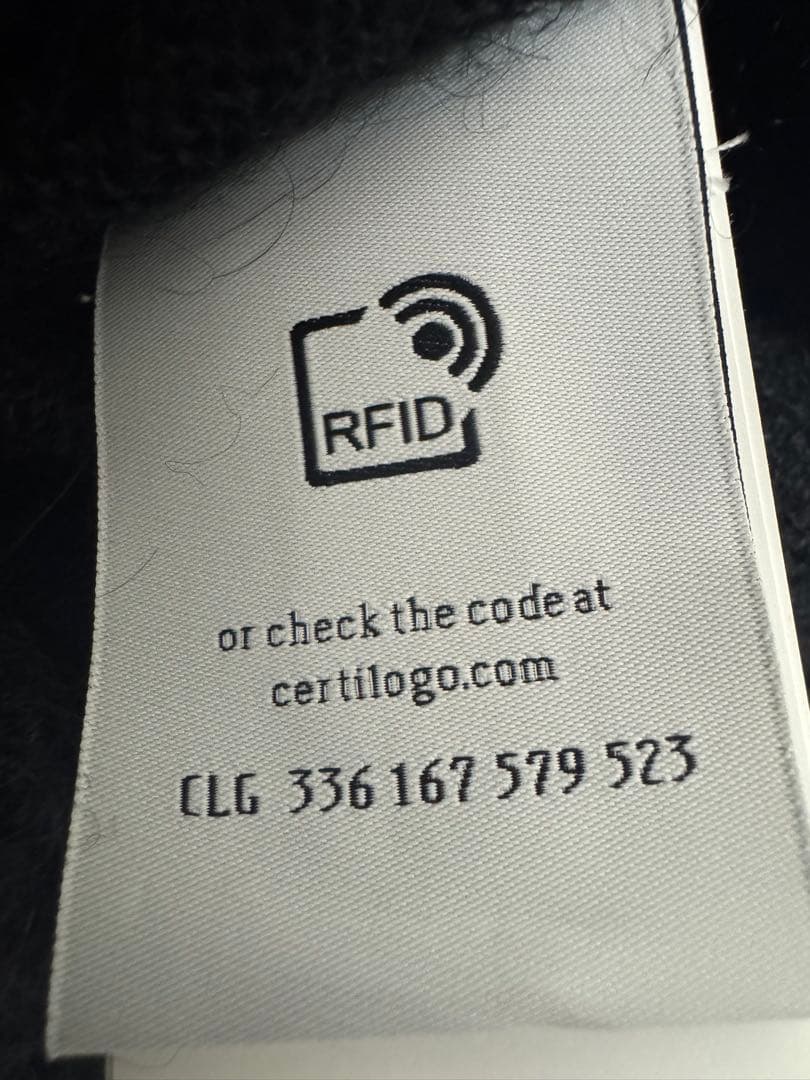 RFID
or check the code at
certilogo.com
CLG 336 167 579 523